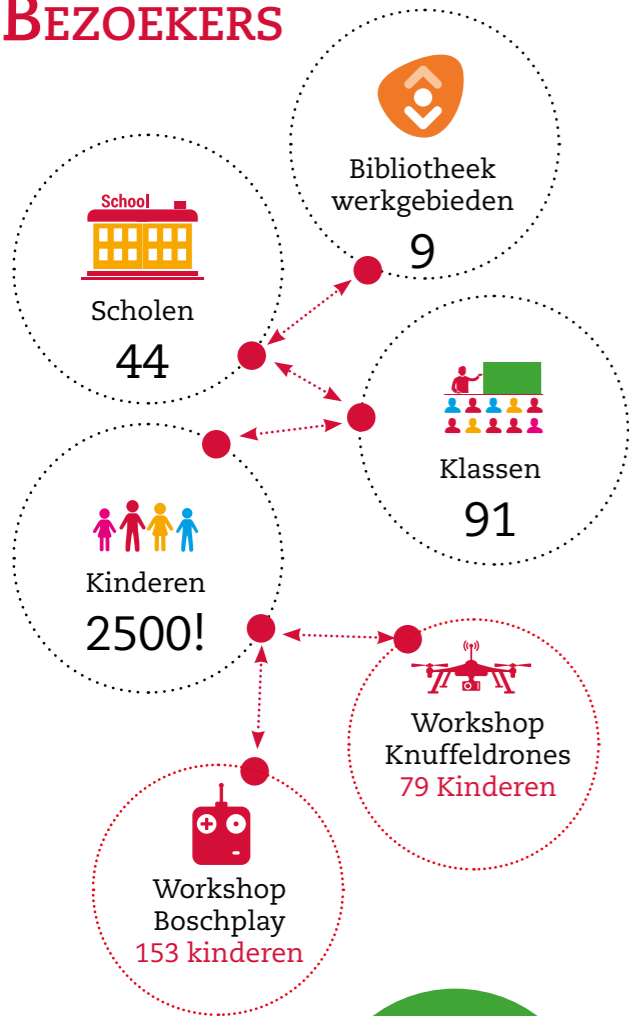 BEZOEKERS
Bibliotheek
werkgebieden
9
School
Scholen
44
Klassen
91
Kinderen
2500!
Workshop
Knuffeldrones
79 Kinderen
Workshop
Boschplay
153 kinderen